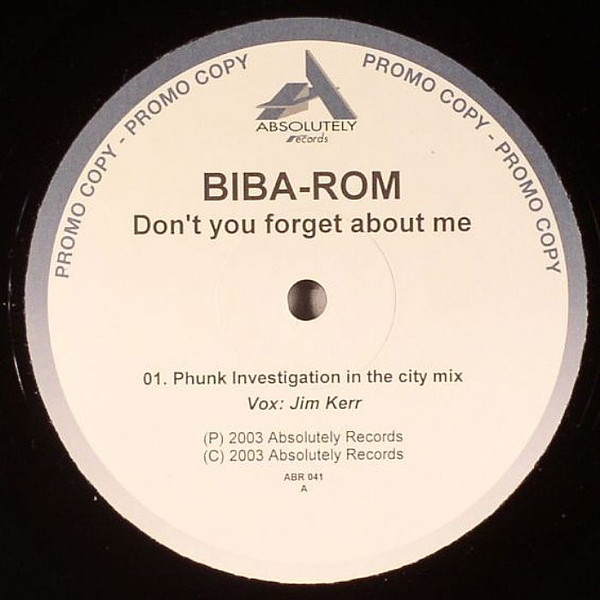 PROMO COPY - PROMO COPY
PROMO COPY - PROMO COPY
ABSOLUTELY
records
BIBA-ROM
Don't you forget about me
01. Phunk Investigation in the city mix
Vox: Jim Kerr
(P) 2003 Absolutely Records
(C) 2003 Absolutely Records
ABR 041
A